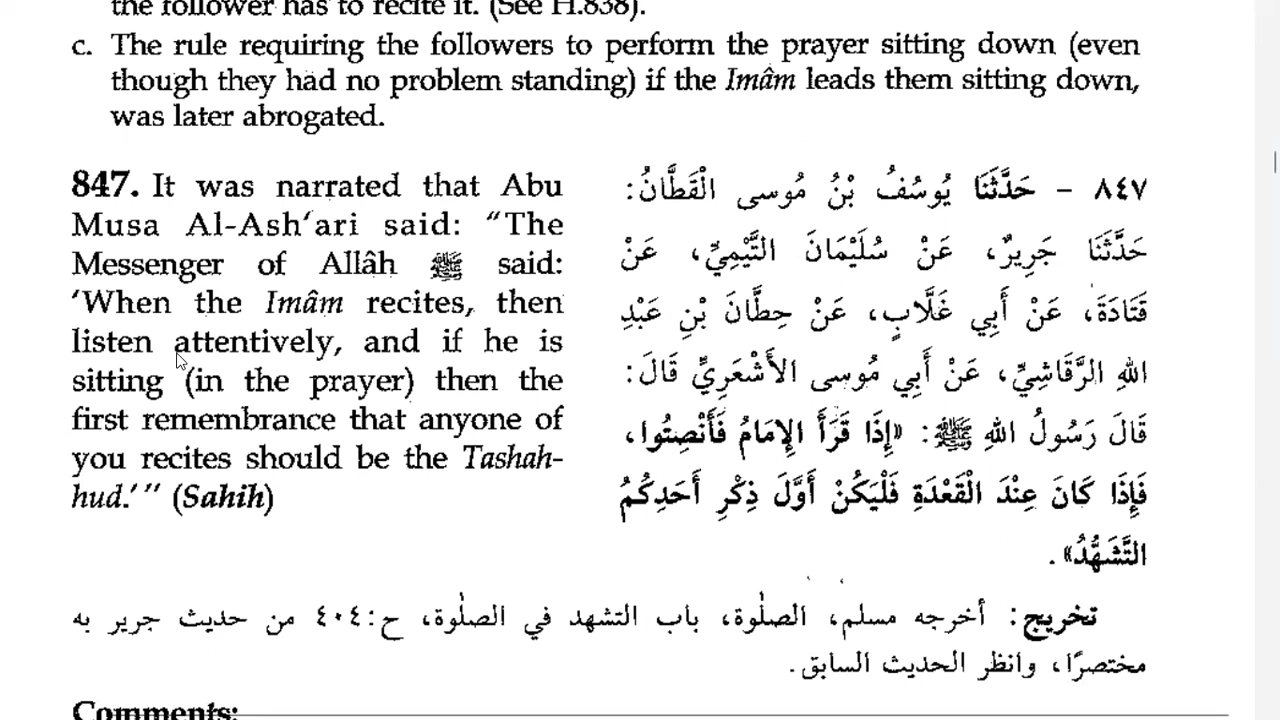 the follower has to recite it. (See H.838).
c. The rule requiring the followers to perform the prayer sitting down (even
though they had no problem standing) if the Imâm leads them sitting down,
was later abrogated.
847. It was narrated that Abu
Musa Al-Ash‘ari said: “The
Messenger of Allâh ﷺ said:
‘When the Imâm recites, then
listen attentively, and if he is
sitting (in the prayer) then the
first remembrance that anyone of
you recites should be the Tashah-
hud.’” (Sahih)
٨٤٧ - حَدَّثَنَا يُوسُفُ بْنُ مُوسى الْقَطَّانُ:
حَدَّثَنَا جَرِيرٌ، عَنْ سُلَيْمَانَ التَّيْمِيِّ، عَنْ
قَتَادَةَ، عَنْ أَبِي غَلَّابٍ، عَنْ حِطَّانَ بْنِ عَبْدِ
اللهِ الرَّقَاشِيِّ، عَنْ أَبِي مُوسى الأَشْعَرِيِّ قَالَ:
قَالَ رَسُولُ اللهِ ﷺ: «إِذَا قَرَأَ الإِمَامُ فَأَنْصِتُوا،
فَإِذَا كَانَ عِنْدَ الْقَعْدَةِ فَلْيَكُنْ أَوَّلَ ذِكْرِ أَحَدِكُمُ
التَّشَهُّدُ».
تخريج: أخرجه مسلم، الصلٰوة، باب التشهد في الصلٰوة، ح:٤٠٤ من حديث جرير به
مختصرًا، وانظر الحديث السابق.
Comments: